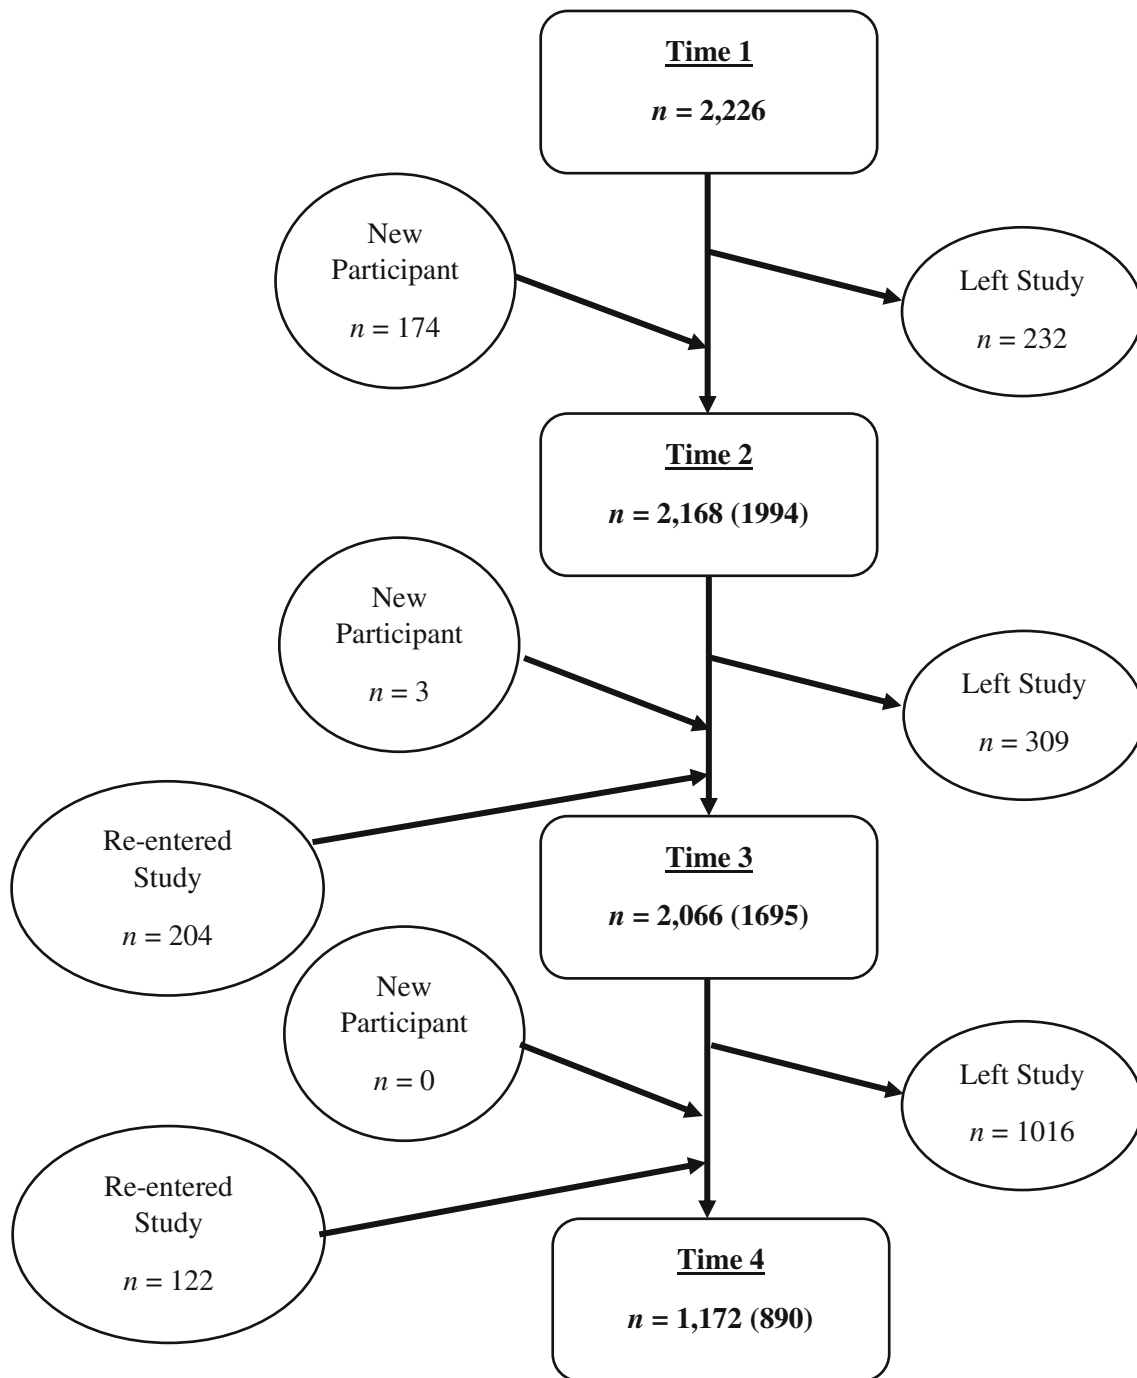 Time 1
n = 2,226
New
Participant
n = 174
Left Study
n = 232
Time 2
n = 2,168 (1994)
New
Participant
n = 3
Left Study
n = 309
Re-entered
Study
n = 204
Time 3
n = 2,066 (1695)
New
Participant
n = 0
Left Study
n = 1016
Re-entered
Study
n = 122
Time 4
n = 1,172 (890)